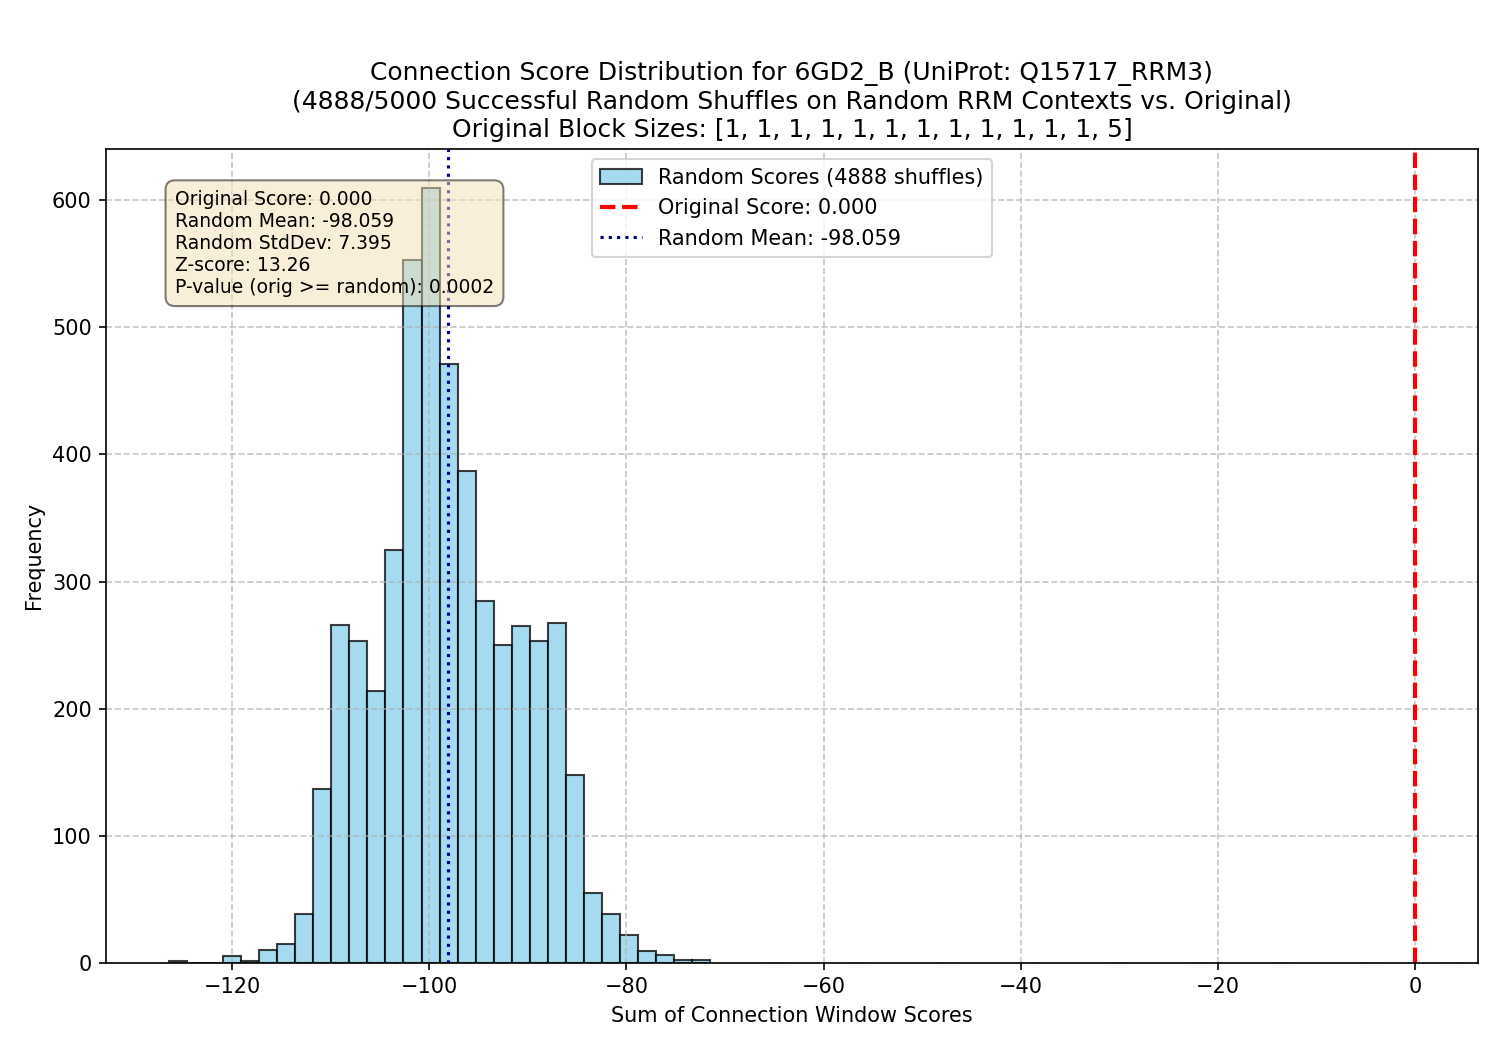 Connection Score Distribution for 6GD2_B (UniProt: Q15717_RRM3)
(4888/5000 Successful Random Shuffles on Random RRM Contexts vs. Original)
Original Block Sizes: [1, 1, 1, 1, 1, 1, 1, 1, 1, 1, 1, 1, 5]
Original Score: 0.000
Random Mean: -98.059
Random StdDev: 7.395
Z-score: 13.26
P-value (orig >= random): 0.0002
Random Scores (4888 shuffles)
Original Score: 0.000
Random Mean: -98.059
Frequency
600
500
400
300
200
100
0
−120
−100
−80
−60
−40
−20
0
Sum of Connection Window Scores